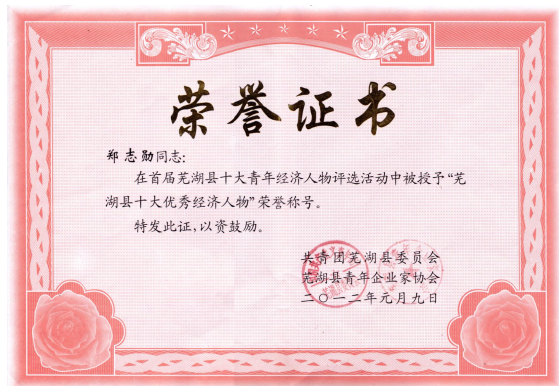 荣誉证书
郑志勋同志:
在首届芜湖县十大青年经济人物评选活动中被授予“芜
湖县十大优秀经济人物”荣誉称号。
特发此证,以资鼓励。
共青团芜湖县委员会
芜湖县青年企业家协会
二〇一二年元月九日